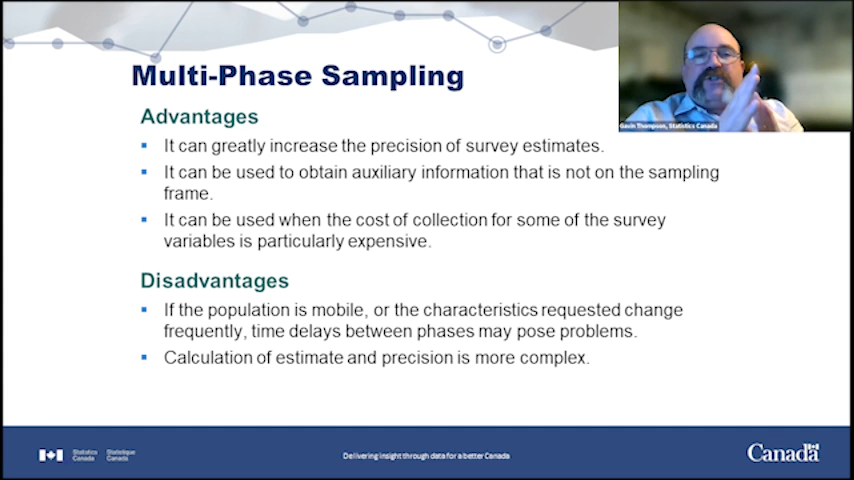 Multi-Phase Sampling
Gavin Thompson, Statistics Canada
Advantages
It can greatly increase the precision of survey estimates.
It can be used to obtain auxiliary information that is not on the sampling
frame.
It can be used when the cost of collection for some of the survey
variables is particularly expensive.
Disadvantages
If the population is mobile, or the characteristics requested change
frequently, time delays between phases may pose problems.
Calculation of estimate and precision is more complex.
Statistics
Canada
Statistique
Canada
Delivering insight through data for a better Canada
Canada